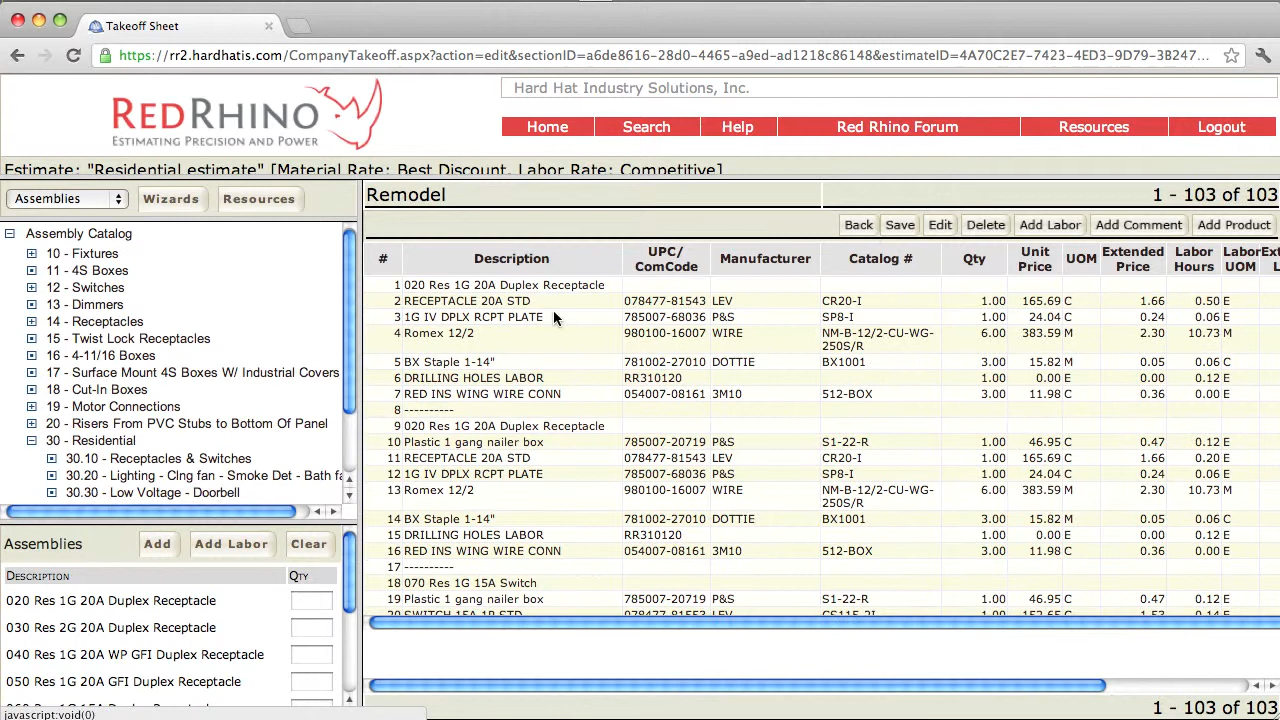 Takeoff Sheet
https://rr2.hardhatis.com/CompanyTakeoff.aspx?action=edit&sectionID=a6de8616-28d0-4465-a9ed-ad1218c86148&estimateID=4A70C2E7-7423-4ED3-9D79-3B247...
REDRHINO
ESTIMATING PRECISION AND POWER
Hard Hat Industry Solutions, Inc.
Home Search Help Red Rhino Forum Resources Logout
Estimate: "Residential estimate" [Material Rate: Best Discount, Labor Rate: Competitive]
Assemblies Wizards Resources
Assembly Catalog
10 - Fixtures
11 - 4S Boxes
12 - Switches
13 - Dimmers
14 - Receptacles
15 - Twist Lock Receptacles
16 - 4-11/16 Boxes
17 - Surface Mount 4S Boxes W/ Industrial Covers
18 - Cut-In Boxes
19 - Motor Connections
20 - Risers From PVC Stubs to Bottom Of Panel
30 - Residential
30.10 - Receptacles & Switches
30.20 - Lighting - Clng fan - Smoke Det - Bath fa
30.30 - Low Voltage - Doorbell
Assemblies Add Add Labor Clear
DESCRIPTION QTY
020 Res 1G 20A Duplex Receptacle
030 Res 2G 20A Duplex Receptacle
040 Res 1G 20A WP GFI Duplex Receptacle
050 Res 1G 20A GFI Duplex Receptacle
javascript:void(0)
Remodel 1 - 103 of 103
Back Save Edit Delete Add Labor Add Comment Add Product
# Description UPC/ ComCode Manufacturer Catalog # Qty Unit Price UOM Extended Price Labor Hours Labor UOM Ext
1 020 Res 1G 20A Duplex Receptacle
2 RECEPTACLE 20A STD 078477-81543 LEV CR20-I 1.00 165.69 C 1.66 0.50 E
3 1G IV DPLX RCPT PLATE 785007-68036 P&S SP8-I 1.00 24.04 C 0.24 0.06 E
4 Romex 12/2 980100-16007 WIRE NM-B-12/2-CU-WG-250S/R 6.00 383.59 M 2.30 10.73 M
5 BX Staple 1-14" 781002-27010 DOTTIE BX1001 3.00 15.82 M 0.05 0.06 C
6 DRILLING HOLES LABOR RR310120 1.00 0.00 E 0.00 0.12 E
7 RED INS WING WIRE CONN 054007-08161 3M10 512-BOX 3.00 11.98 M 0.36 0.00 E
8 ----------
9 020 Res 1G 20A Duplex Receptacle
10 Plastic 1 gang nailer box 785007-20719 P&S S1-22-R 1.00 46.95 C 0.47 0.12 E
11 RECEPTACLE 20A STD 078477-81543 LEV CR20-I 1.00 165.69 C 1.66 0.20 E
12 1G IV DPLX RCPT PLATE 785007-68036 P&S SP8-I 1.00 24.04 C 0.24 0.06 E
13 Romex 12/2 980100-16007 WIRE NM-B-12/2-CU-WG-250S/R 6.00 383.59 M 2.30 10.73 M
14 BX Staple 1-14" 781002-27010 DOTTIE BX1001 3.00 15.82 M 0.05 0.06 C
15 DRILLING HOLES LABOR RR310120 1.00 0.00 E 0.00 0.12 E
16 RED INS WING WIRE CONN 054007-08161 3M10 512-BOX 3.00 11.98 M 0.36 0.00 E
17 ----------
18 070 Res 1G 15A Switch
19 Plastic 1 gang nailer box 785007-20719 P&S S1-22-R 1.00 46.95 C 0.47 0.12 E
1 - 103 of 103